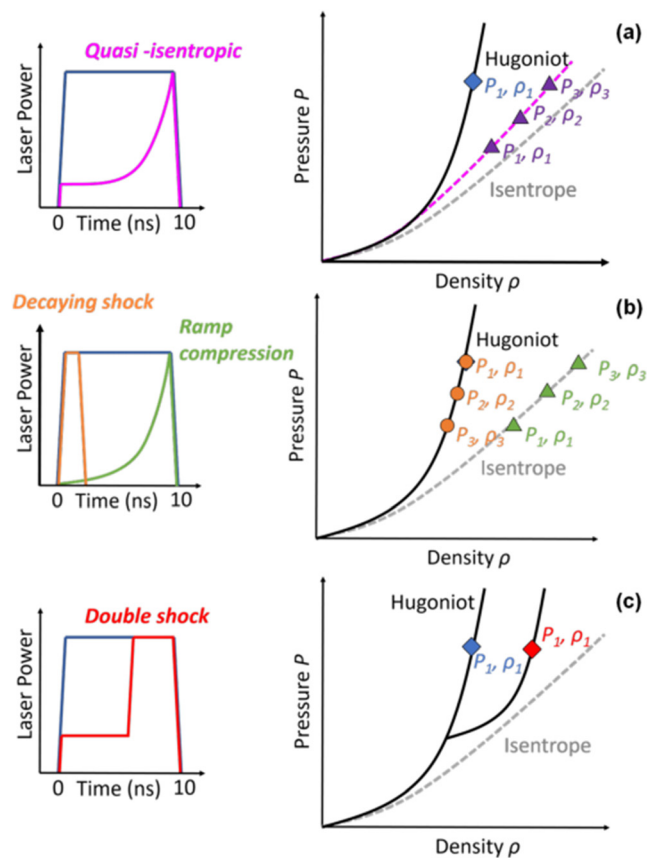 Quasi -isentropic
Laser Power
0
10
Time (ns)
(a)
Hugoniot
P1, ρ1
P3, ρ3
P2, ρ2
P1, ρ1
Isentrope
Pressure P
Density ρ
Decaying shock
Ramp
compression
Laser Power
0
10
Time (ns)
(b)
Hugoniot
P1, ρ1
P2, ρ2
P3, ρ3
P3, ρ3
P2, ρ2
P1, ρ1
Isentrope
Pressure P
Density ρ
Double shock
Laser Power
0
10
Time (ns)
(c)
Hugoniot
P1, ρ1
P1, ρ1
Isentrope
Pressure P
Density ρ